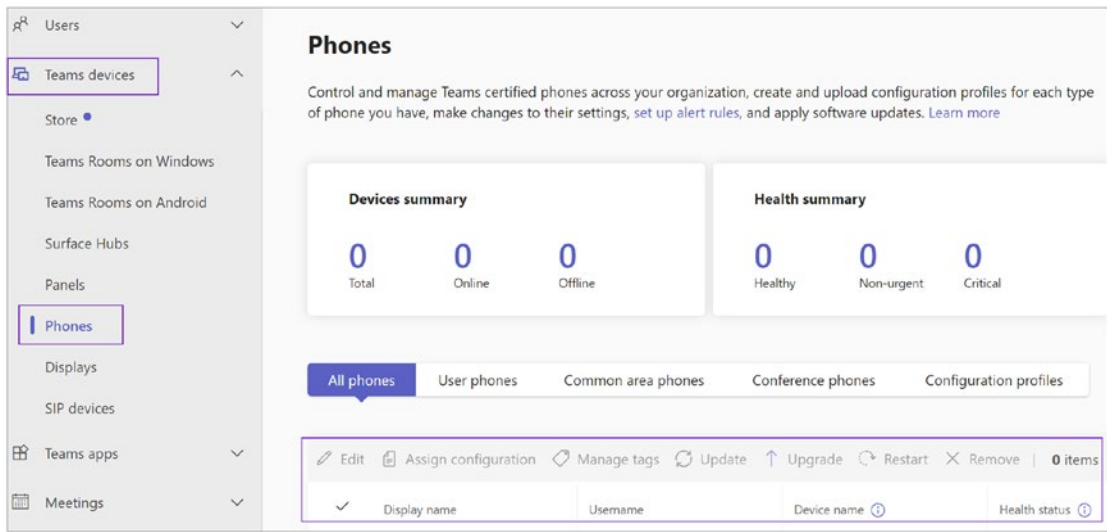 Users
Teams devices
Store
Teams Rooms on Windows
Teams Rooms on Android
Surface Hubs
Panels
Phones
Displays
SIP devices
Teams apps
Meetings
Phones
Control and manage Teams certified phones across your organization, create and upload configuration profiles for each type
of phone you have, make changes to their settings, set up alert rules, and apply software updates. Learn more
Devices summary
0 0 0
Total Online Offline
Health summary
0 0 0
Healthy Non-urgent Critical
All phones User phones Common area phones Conference phones Configuration profiles
Edit Assign configuration Manage tags Update Upgrade Restart Remove | 0 items
Display name Username Device name Health status